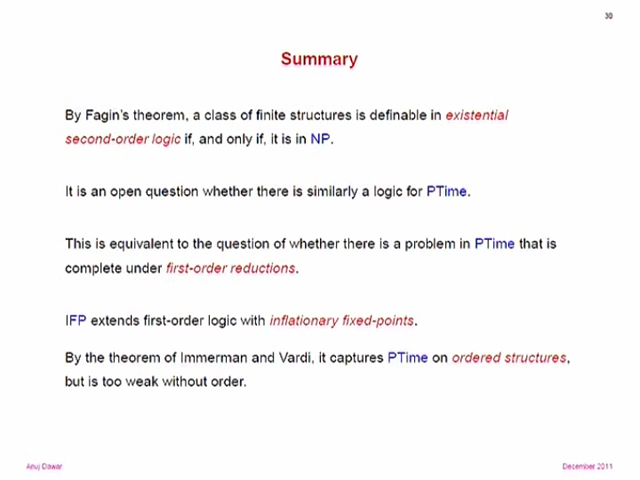 30
Summary
By Fagin's theorem, a class of finite structures is definable in existential
second-order logic if, and only if, it is in NP.
It is an open question whether there is similarly a logic for PTime.
This is equivalent to the question of whether there is a problem in PTime that is
complete under first-order reductions.
IFP extends first-order logic with inflationary fixed-points.
By the theorem of Immerman and Vardi, it captures PTime on ordered structures,
but is too weak without order.
Anuj Dawar
December 2011